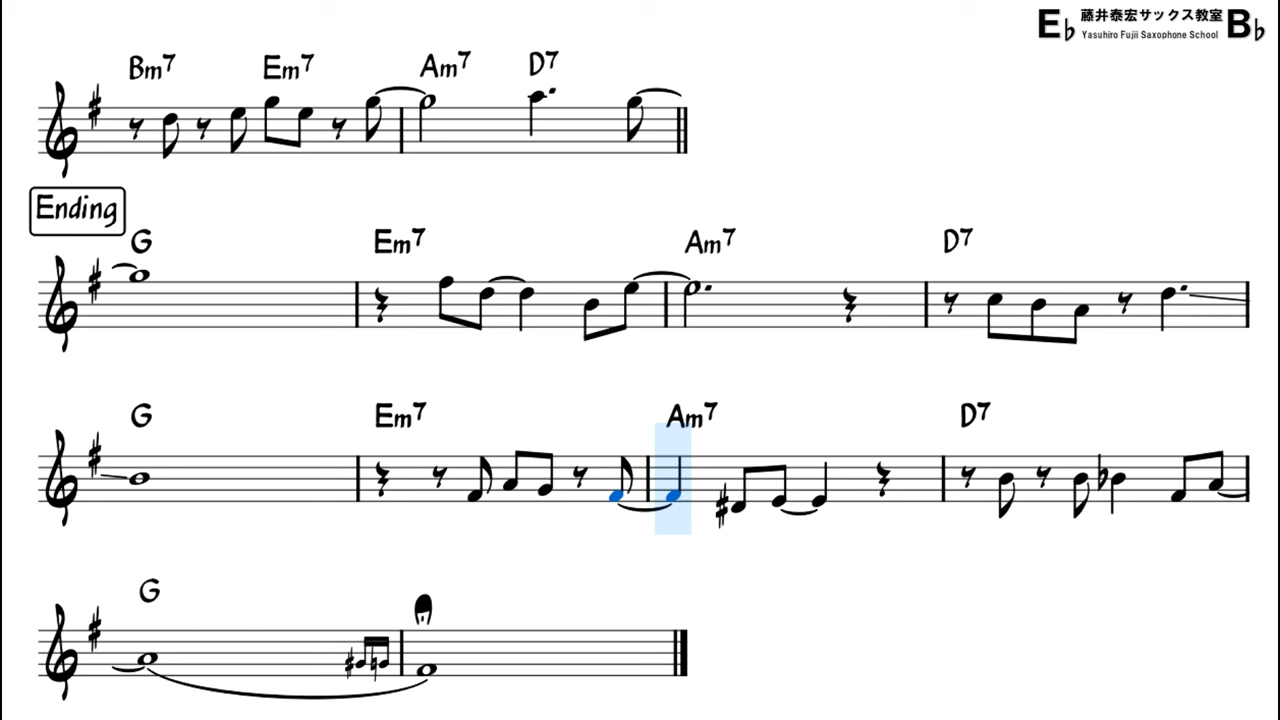 E♭ 藤井泰宏サックス教室 B♭
Yasuhiro Fujii Saxophone School
Bm7 Em7 Am7 D7
Ending
G Em7 Am7 D7
G Em7 Am7 D7
G